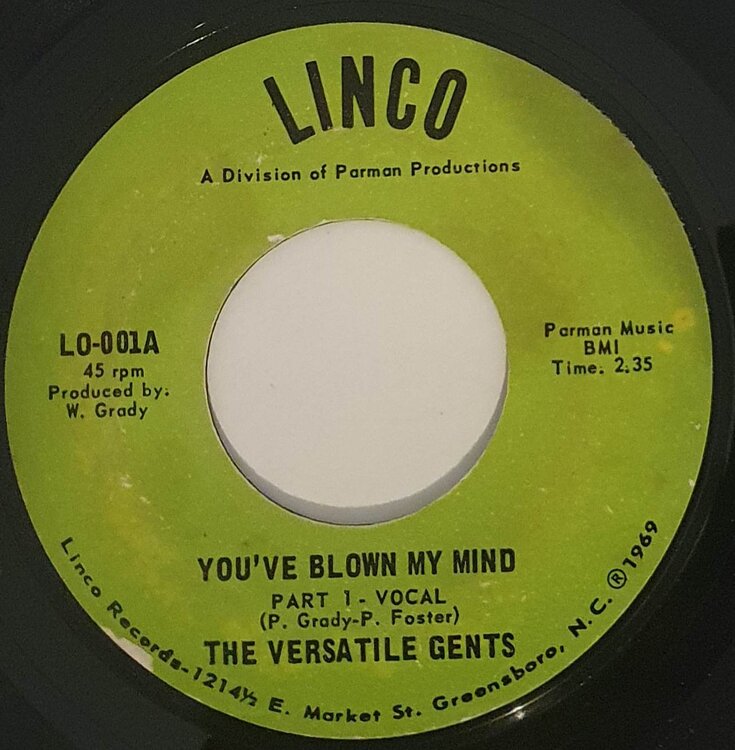 LINCO
A Division of Parman Productions
LO-001A
45 rpm
Produced by:
W. Grady
Parman Music
BMI
Time: 2:35
YOU'VE BLOWN MY MIND
PART 1 - VOCAL
(P. Grady-P. Foster)
THE VERSATILE GENTS
Linco Records-1214½ E. Market St. Greensboro, N.C. ®1969